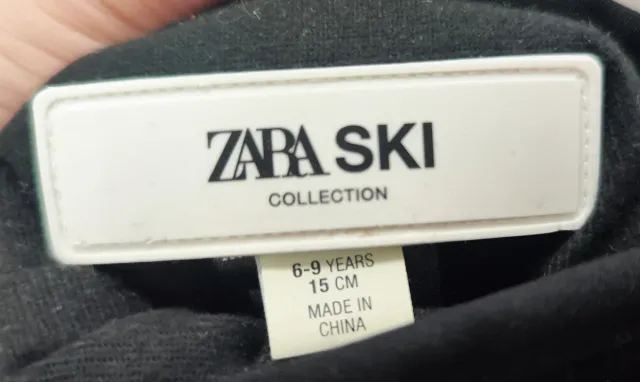 ZARA SKI
COLLECTION
6-9 YEARS
15 CM
MADE IN
CHINA